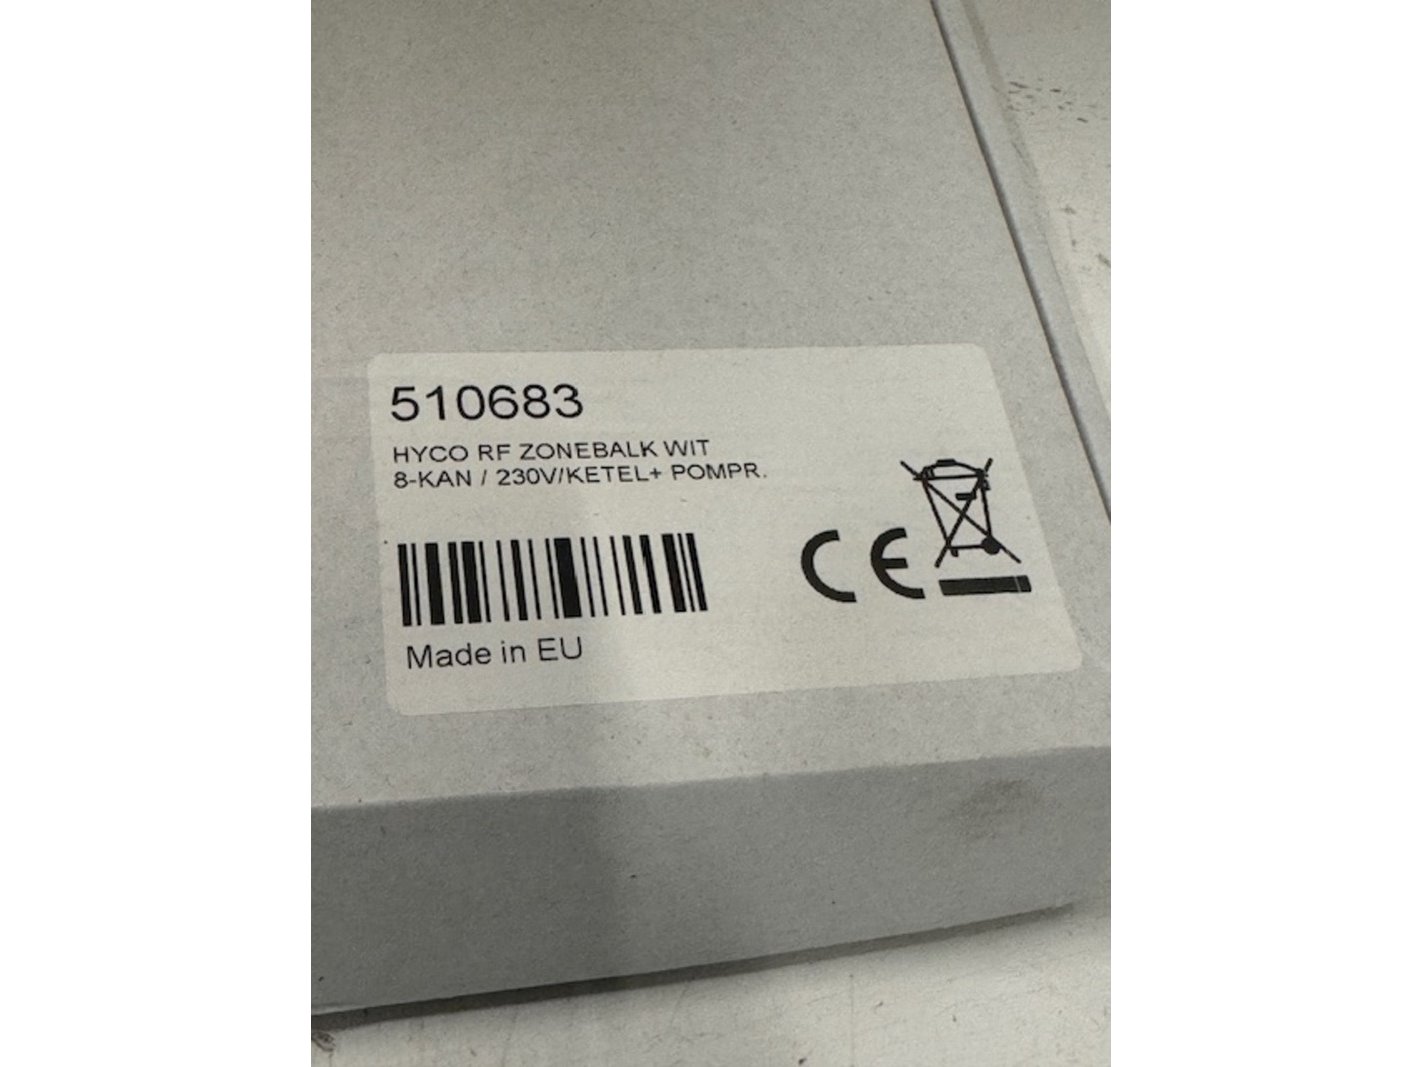 510683
HYCO RF ZONEBALK WIT
8-KAN / 230V/KETEL+ POMPR.
CE
Made in EU